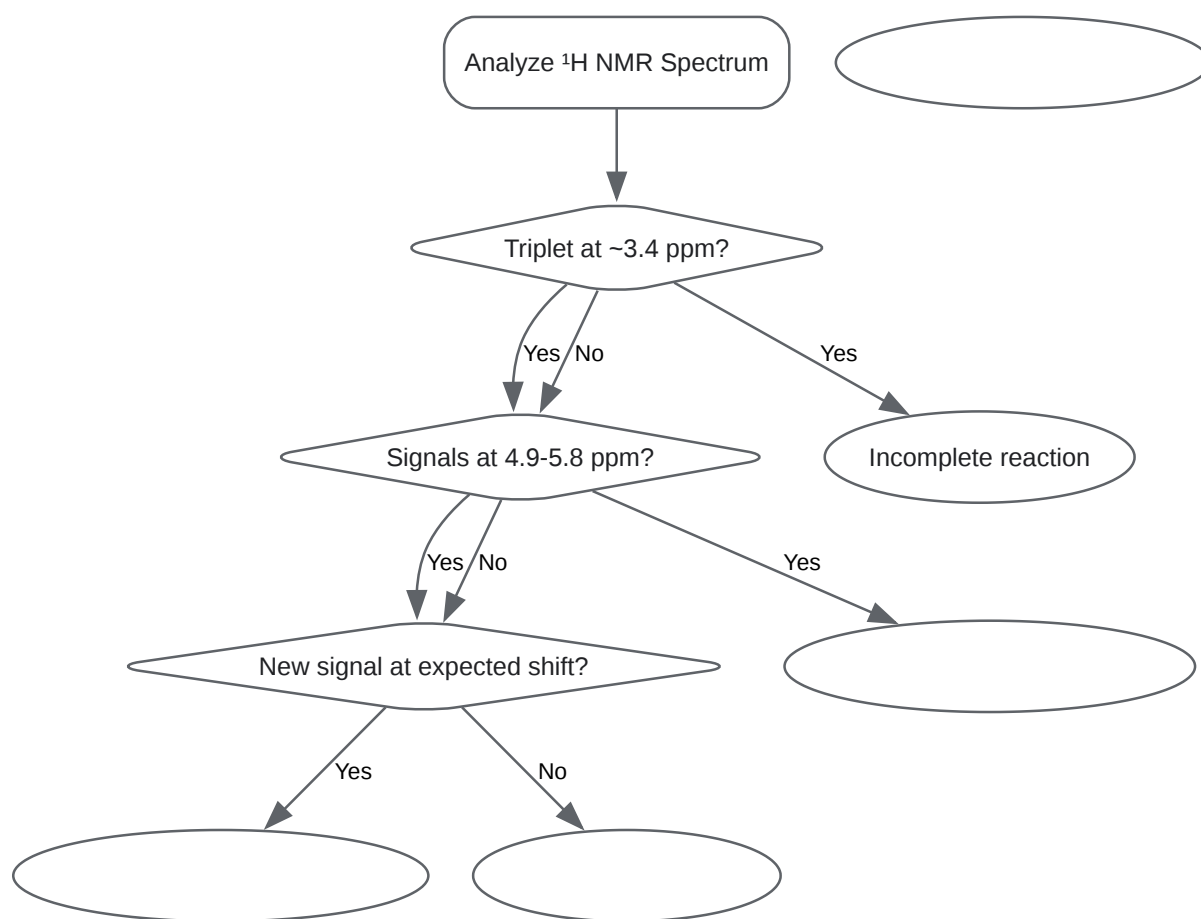 Analyze ¹H NMR Spectrum
Triplet at ~3.4 ppm?
Yes
No
Yes
Signals at 4.9-5.8 ppm?
Incomplete reaction
Yes
No
Yes
New signal at expected shift?
Yes
No